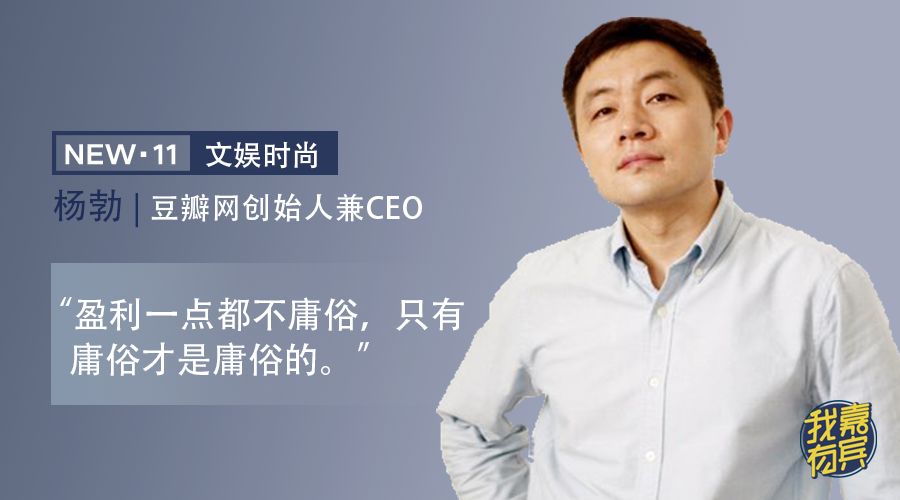 NEW·11 文娱时尚
杨勃 | 豆瓣网创始人兼CEO
“盈利一点都不庸俗，只有
庸俗才是庸俗的。”
我有
嘉宾